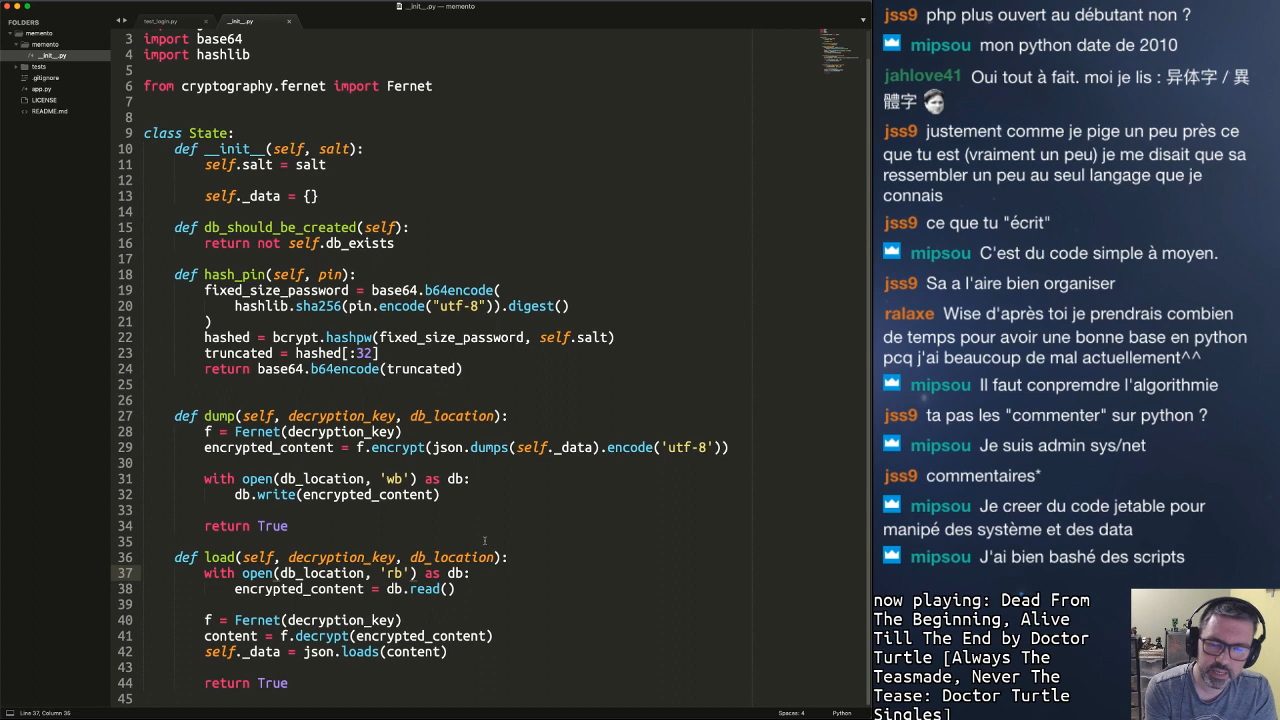 __init__.py — memento
FOLDERS
memento
memento
__init__.py
tests
.gitignore
app.py
LICENSE
README.md
test_login.py
__init__.py
3 import base64
4 import hashlib
5
6 from cryptography.fernet import Fernet
7
8
9 class State:
10 def __init__(self, salt):
11 self.salt = salt
12
13 self._data = {}
14
15 def db_should_be_created(self):
16 return not self.db_exists
17
18 def hash_pin(self, pin):
19 fixed_size_password = base64.b64encode(
20 hashlib.sha256(pin.encode("utf-8")).digest()
21 )
22 hashed = bcrypt.hashpw(fixed_size_password, self.salt)
23 truncated = hashed[:32]
24 return base64.b64encode(truncated)
25
26
27 def dump(self, decryption_key, db_location):
28 f = Fernet(decryption_key)
29 encrypted_content = f.encrypt(json.dumps(self._data).encode('utf-8'))
30
31 with open(db_location, 'wb') as db:
32 db.write(encrypted_content)
33
34 return True
35
36 def load(self, decryption_key, db_location):
37 with open(db_location, 'rb') as db:
38 encrypted_content = db.read()
39
40 f = Fernet(decryption_key)
41 content = f.decrypt(encrypted_content)
42 self._data = json.loads(content)
43
44 return True
45
Line 37, Column 35
Spaces: 4
Python
jss9 php plus ouvert au débutant non ?
mipsou mon python date de 2010
jahlove41 Oui tout à fait. moi je lis : 异体字 / 異
體字
jss9 justement comme je pige un peu près ce
que tu est (vraiment un peu) je me disait que sa
ressembler un peu au seul langage que je
connais
jss9 ce que tu "écrit"
mipsou C'est du code simple à moyen.
jss9 Sa a l'aire bien organiser
ralaxe Wise d'après toi je prendrais combien
de temps pour avoir une bonne base en python
pcq j'ai beaucoup de mal actuellement^^
mipsou Il faut conprendre l'algorithmie
jss9 ta pas les "commenter" sur python ?
mipsou Je suis admin sys/net
jss9 commentaires*
mipsou Je creer du code jetable pour
manipé des système et des data
mipsou J'ai bien bashé des scripts
now playing: Dead From
The Beginning, Alive
Till The End by Doctor
Turtle [Always The
Teasmade, Never The
Tease: Doctor Turtle
Singles]